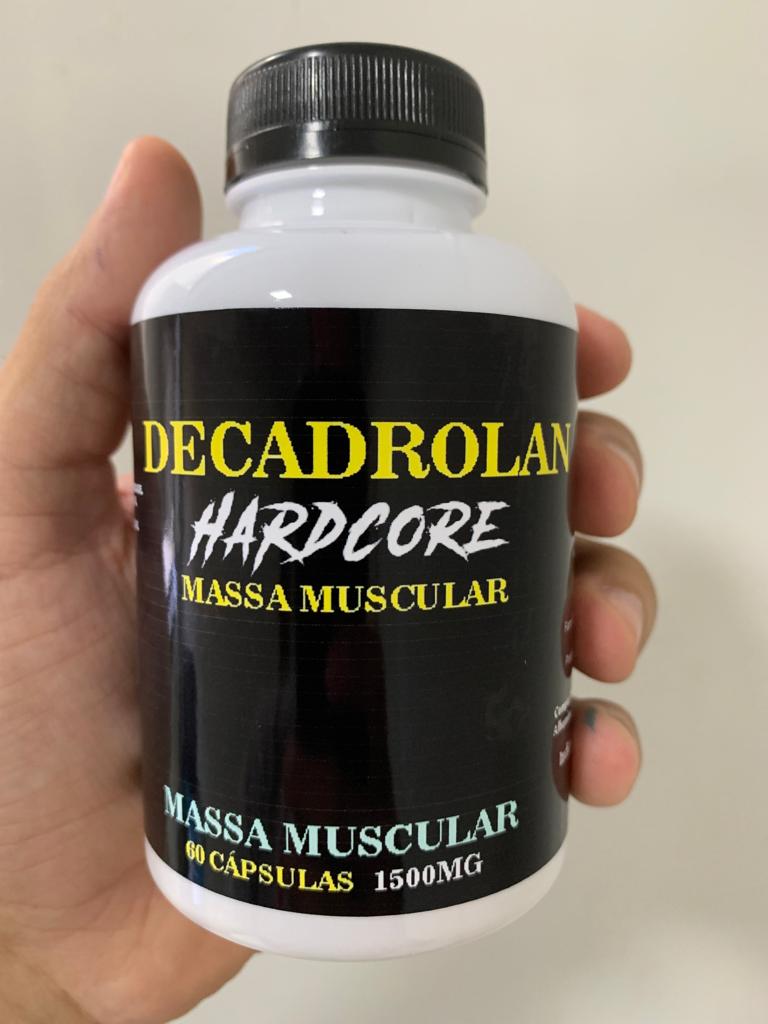 DECADROLAN
HARDCORE
MASSA MUSCULAR
MASSA MUSCULAR
60 CÁPSULAS 1500MG